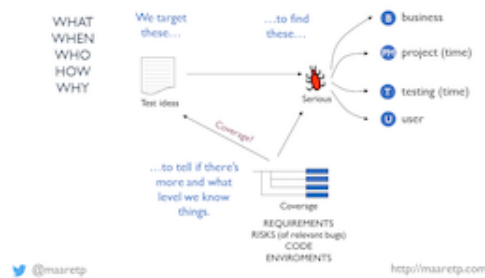 WHAT
WHEN
WHO
HOW
WHY
We target
these...
...to find
these...
Test ideas
Serious
B business
PM project (time)
T testing (time)
U user
Coverage?
...to tell if there's
more and what
level we know
things.
Coverage
REQUIREMENTS
RISKS (of relevant bugs)
CODE
ENVIROMENTS
@maaretp
http://maaretp.com